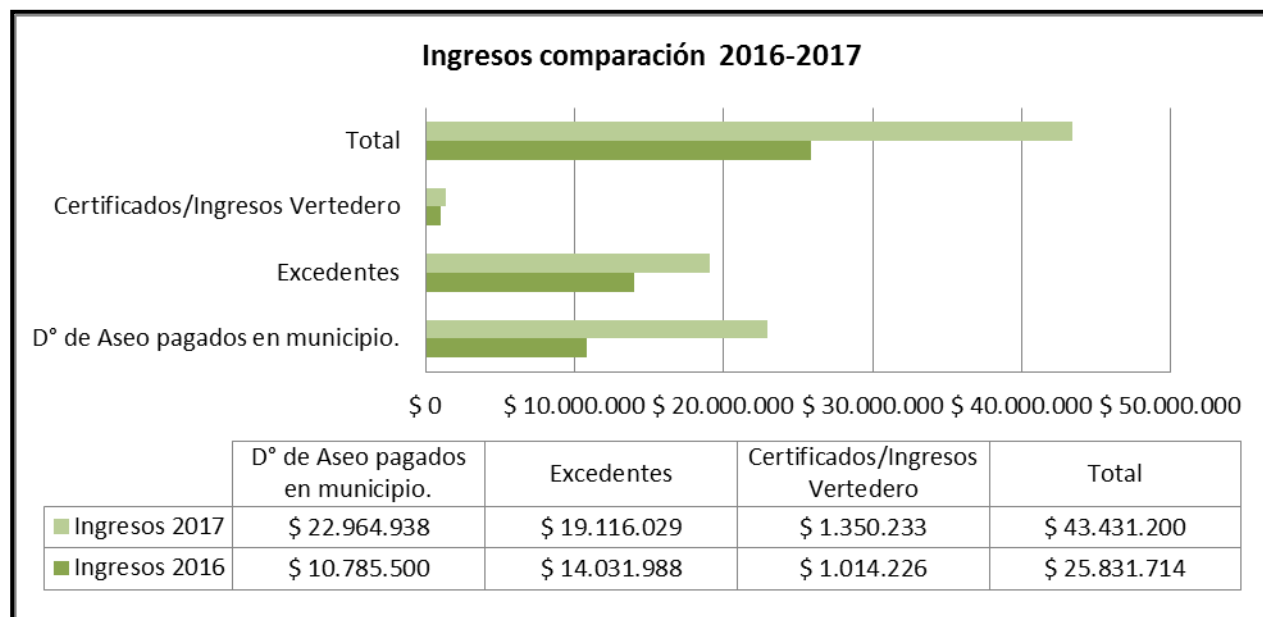 Ingresos comparación  2016-2017
Total
Certificados/Ingresos Vertedero
Excedentes
D° de Aseo pagados en municipio.
$ 0 $ 10.000.000 $ 20.000.000 $ 30.000.000 $ 40.000.000 $ 50.000.000
D° de Aseo pagados
en municipio.
Excedentes
Certificados/Ingresos
Vertedero
Total
Ingresos 2017 $ 22.964.938 $ 19.116.029 $ 1.350.233 $ 43.431.200
Ingresos 2016 $ 10.785.500 $ 14.031.988 $ 1.014.226 $ 25.831.714